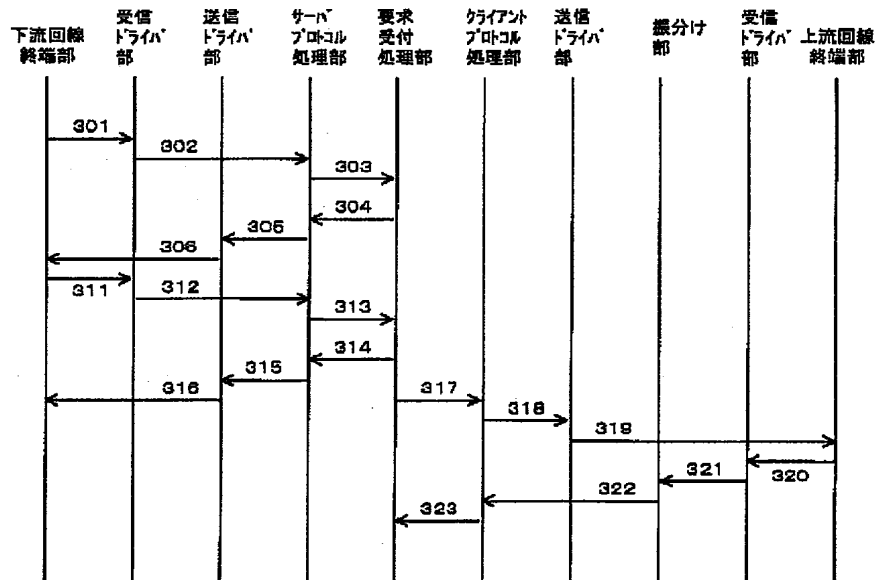 下流回線
終端部
受信
ﾄﾞﾗｲﾊﾞ
部
送信
ﾄﾞﾗｲﾊﾞ
部
ｻｰﾊﾞ
ﾌﾟﾛﾄｺﾙ
処理部
要求
受付
処理部
ｸﾗｲｱﾝﾄ
ﾌﾟﾛﾄｺﾙ
処理部
送信
ﾄﾞﾗｲﾊﾞ
部
振分け
部
受信
ﾄﾞﾗｲﾊﾞ
部
上流回線
終端部
301
302
303
304
305
306
311
312
313
314
315
316
317
318
319
320
321
322
323